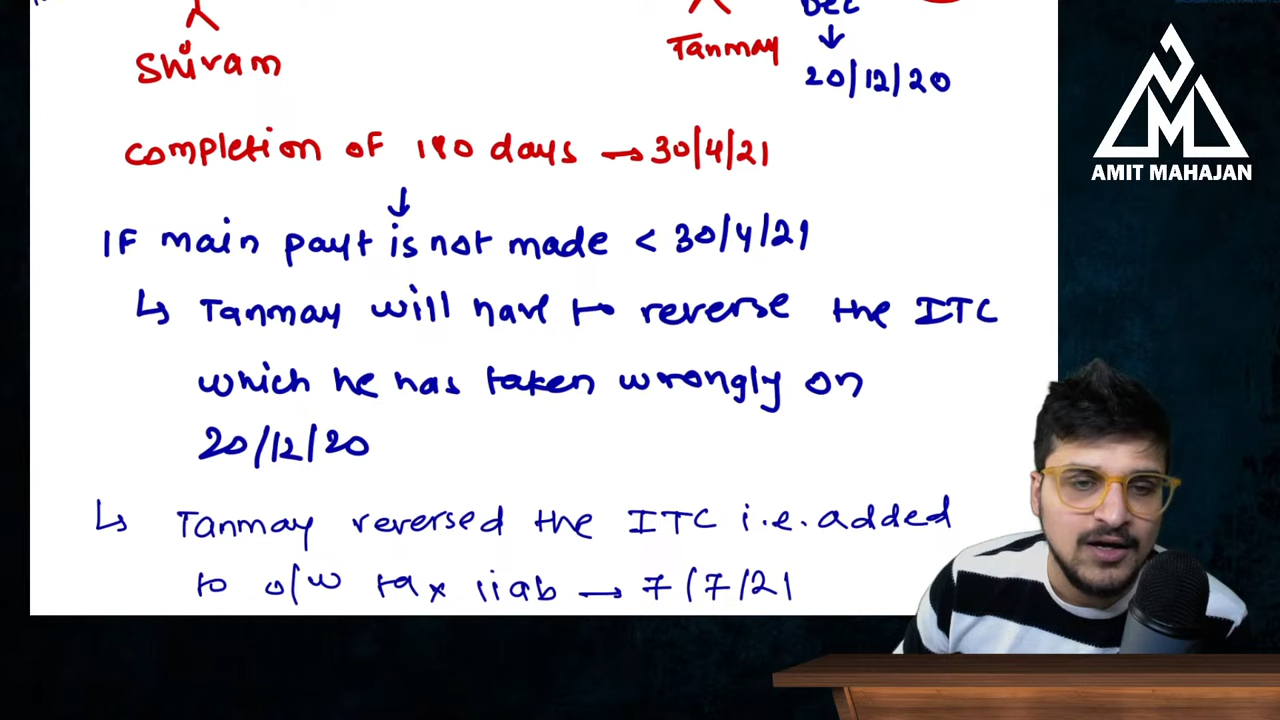 Dec
Shivam
Tanmay
20/12/20
completion of 180 days → 30/4/21
IF main payt is not made < 30/4/21
↳ Tanmay will have to reverse the ITC
which he has taken wrongly on
20/12/20
↳ Tanmay reversed the ITC i.e. added
to o/w tax liab → 7/7/21
AMIT MAHAJAN